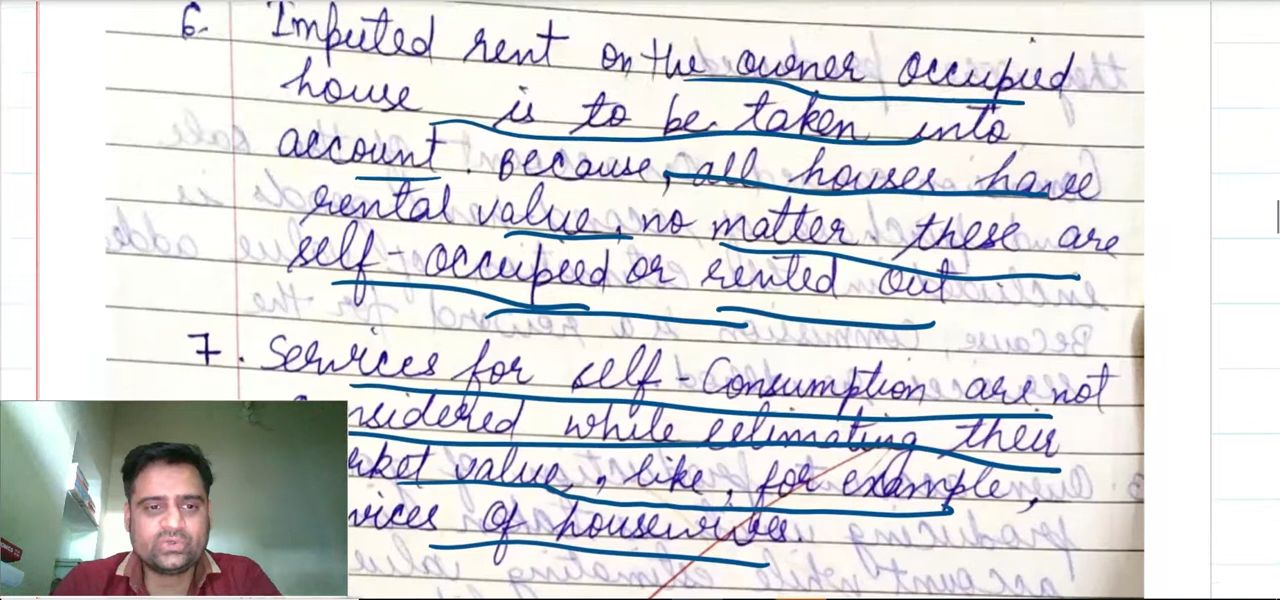 6. Imputed rent on the owner occupied
house is to be taken into
account. Because, all houses have
rental value, no matter these are
self-occupied or rented out
7. Services for self-Consumption are not
nsidered while estimating their
rket value, like, for example,
vices of housewives.